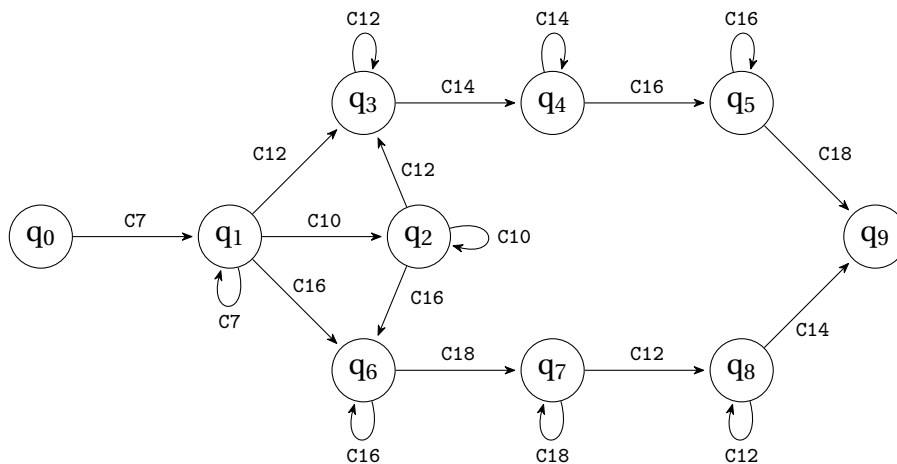 C12 C14 C16
q3 C14 q4 C16 q5
C12 C12 C18
q0 C7 q1 C10 q2 C10 q9
C16 C16 C14
C7
q6 C18 q7 C12 q8
C16 C18 C12